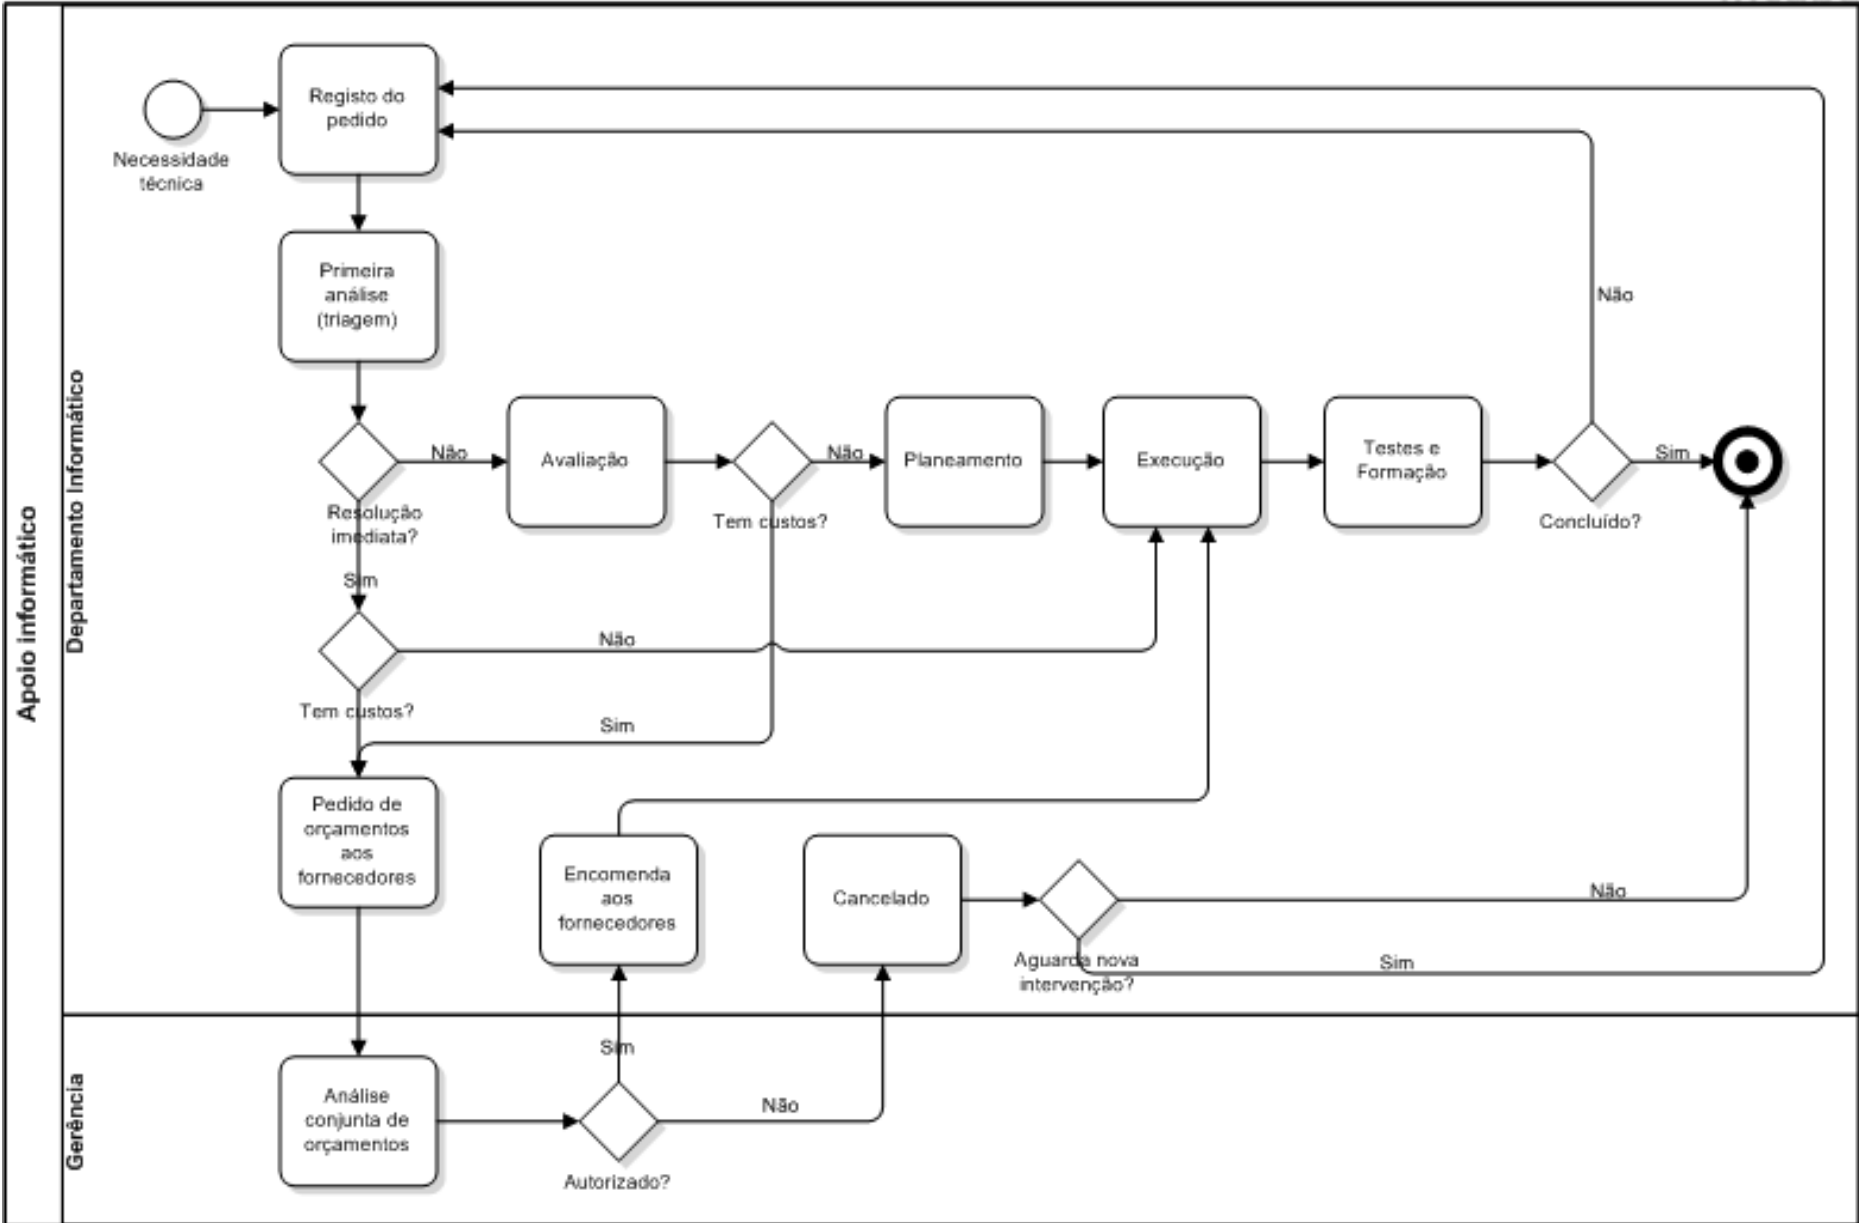 Apoio informático
Departamento Informático
Registo do
pedido
Necessidade
técnica
Primeira
análise
(triagem)
Não
Resolução
imediata?
Sim
Avaliação
Não
Tem custos?
Planeamento
Execução
Testes e
Formação
Não
Sim
Concluído?
Não
Tem custos?
Sim
Pedido de
orçamentos
aos
fornecedores
Encomenda
aos
fornecedores
Cancelado
Não
Aguarda nova
intervenção?
Sim
Gerência
Análise
conjunta de
orçamentos
Sim
Não
Autorizado?